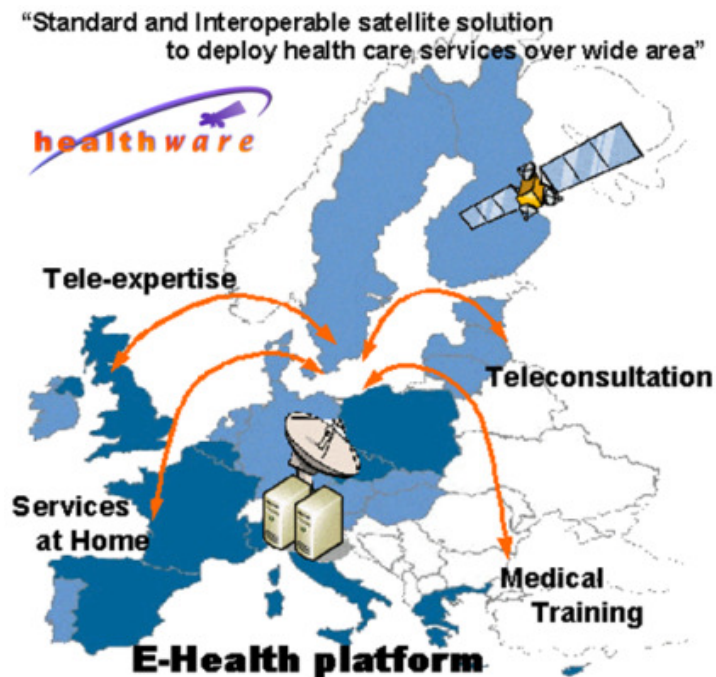 “Standard and Interoperable satellite solution
to deploy health care services over wide area”
healthware
Tele-expertise
Teleconsultation
Services
at Home
Medical
Training
E-Health platform